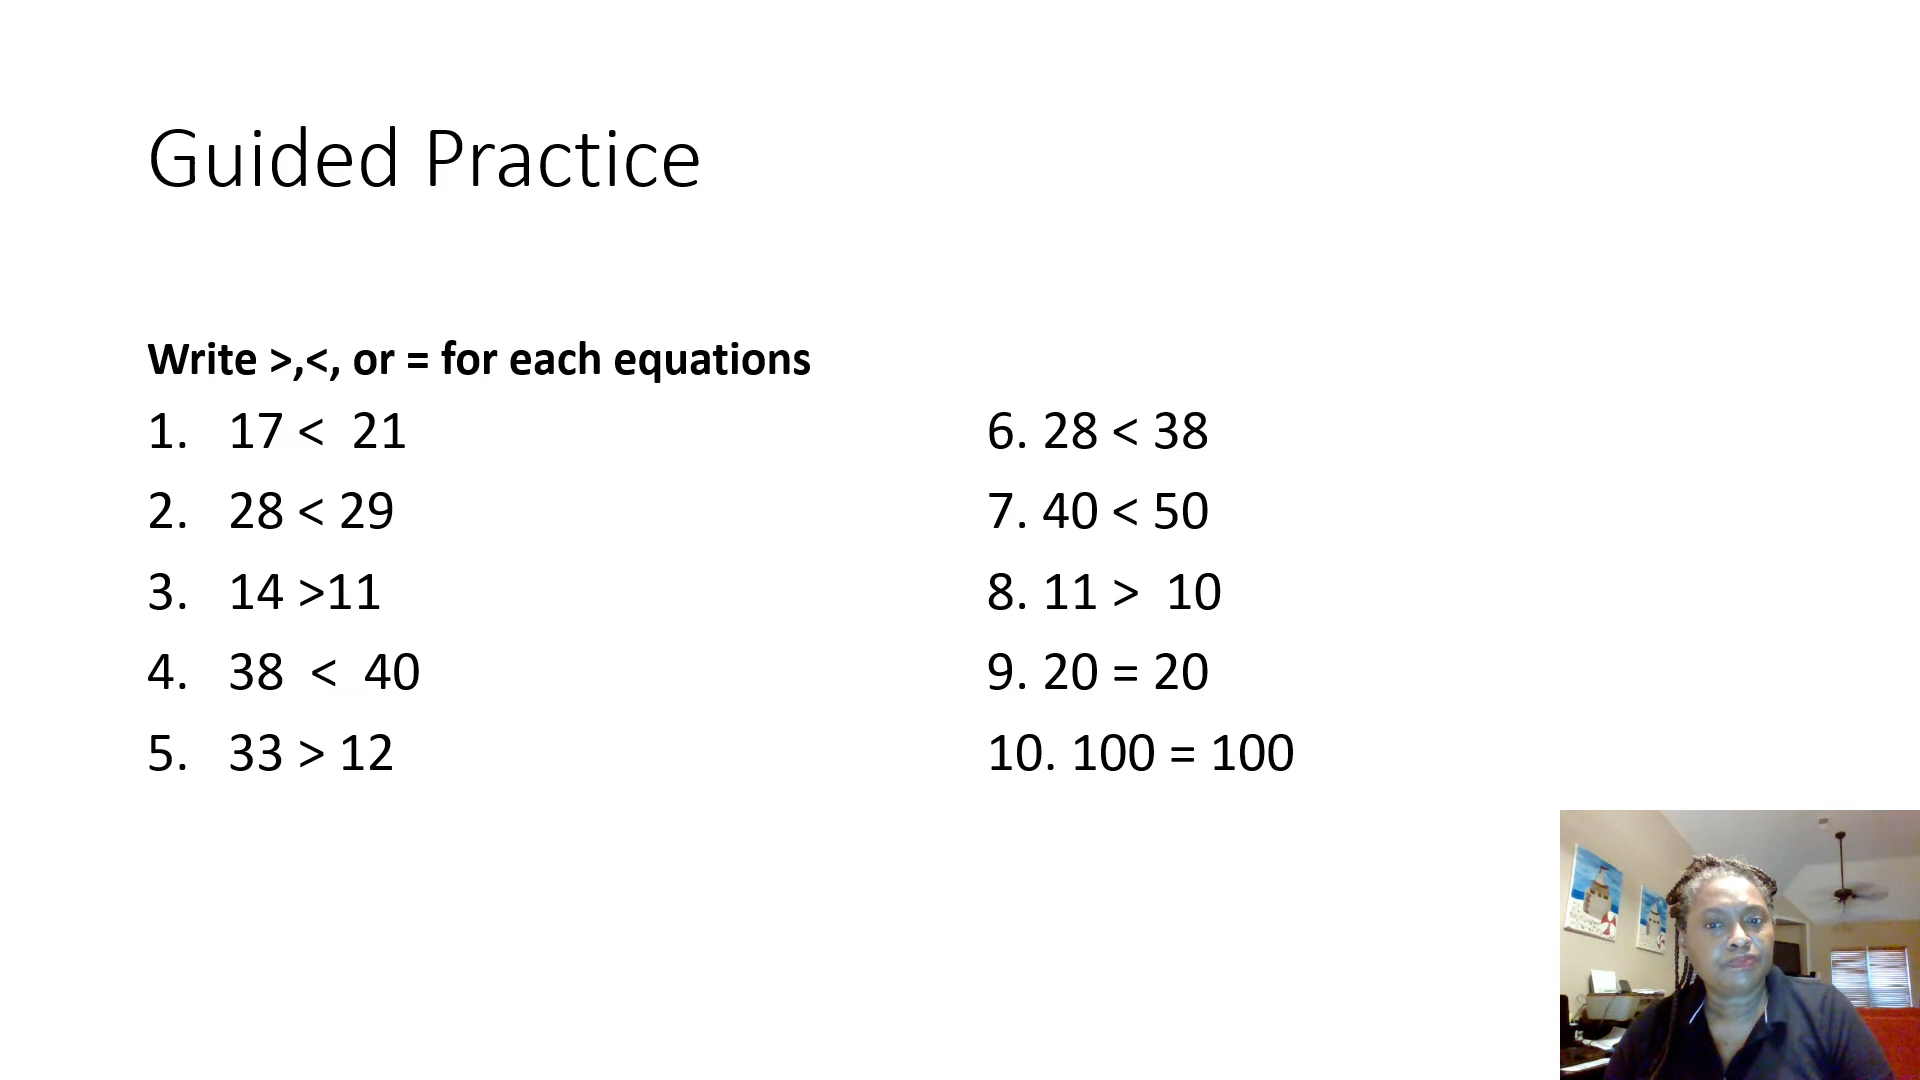 Guided Practice
Write >,<, or = for each equations
1. 17 <  21
2. 28 < 29
3. 14 >11
4. 38  <  40
5. 33 > 12
6. 28 < 38
7. 40 < 50
8. 11 >  10
9. 20 = 20
10. 100 = 100